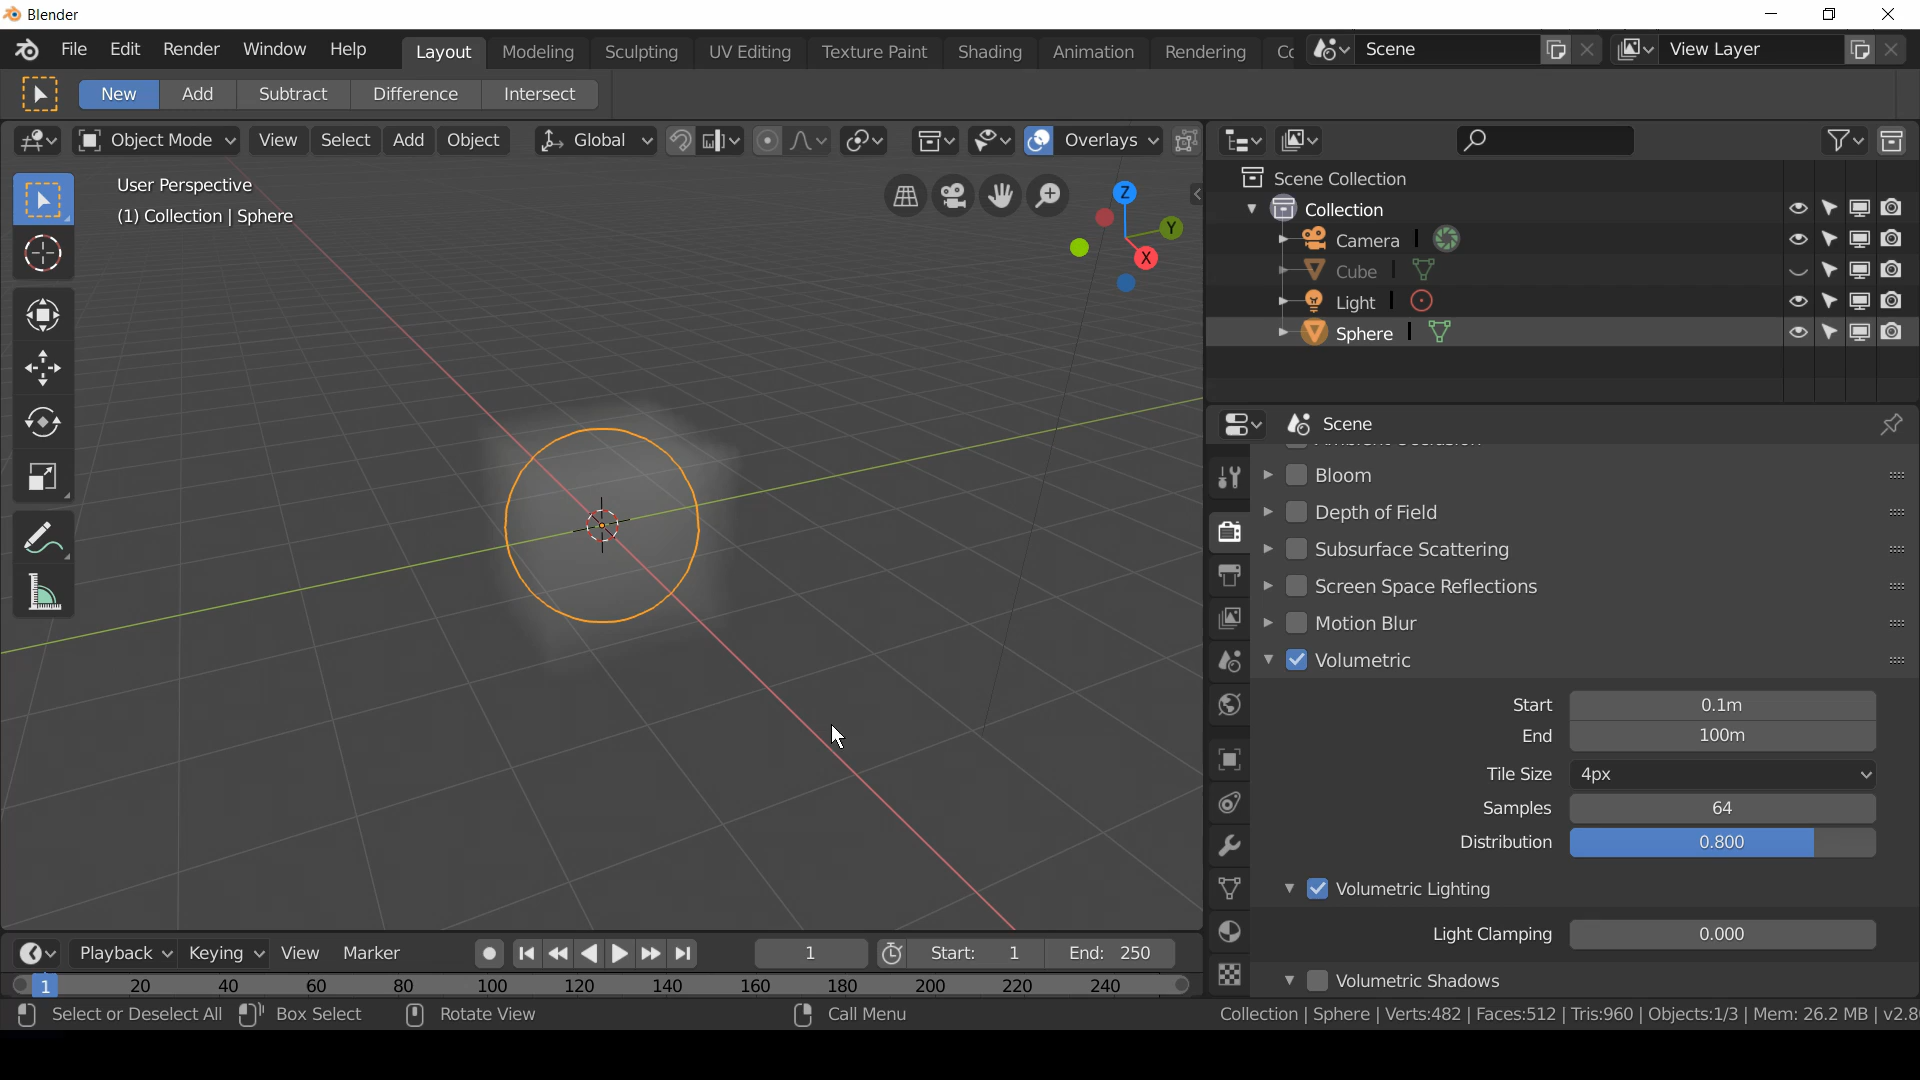 Blender
File Edit Render Window Help Layout Modeling Sculpting UV Editing Texture Paint Shading Animation Rendering Scene View Layer
New Add Subtract Difference Intersect
Object Mode View Select Add Object Global Overlays
User Perspective
(1) Collection | Sphere
Z
Y
X
Scene Collection
Collection
Camera
Cube
Light
Sphere
Scene
Bloom
Depth of Field
Subsurface Scattering
Screen Space Reflections
Motion Blur
Volumetric
Start 0.1m
End 100m
Tile Size 4px
Samples 64
Distribution 0.800
Volumetric Lighting
Light Clamping 0.000
Volumetric Shadows
Playback Keying View Marker 1 Start: 1 End: 250
1 20 40 60 80 100 120 140 160 180 200 220 240
Select or Deselect All Box Select Rotate View Call Menu Collection | Sphere | Verts:482 | Faces:512 | Tris:960 | Objects:1/3 | Mem: 26.2 MB | v2.8